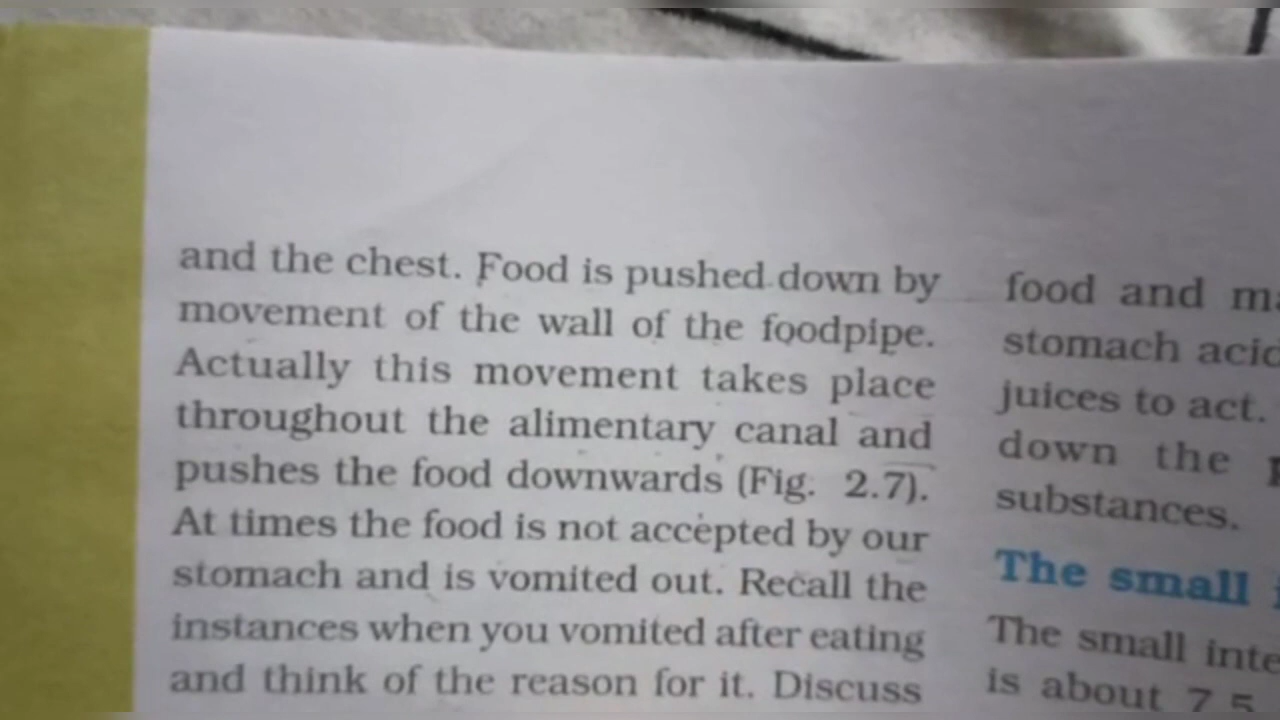 and the chest. Food is pushed down by
movement of the wall of the foodpipe.
Actually this movement takes place
throughout the alimentary canal and
pushes the food downwards (Fig. 2.7).
At times the food is not accepted by our
stomach and is vomited out. Recall the
instances when you vomited after eating
and think of the reason for it. Discuss
food and
stomach
juices to act.
down the
substances.
The small
The small
is about 7.5